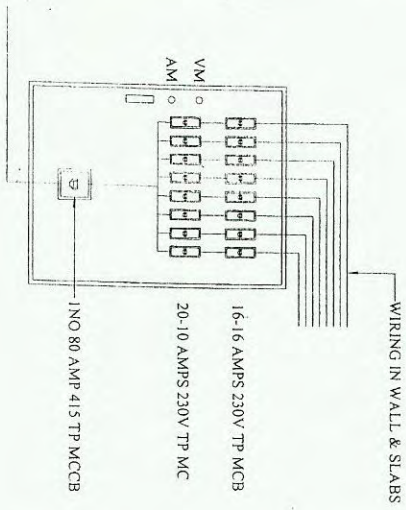 WIRING IN WALL & SLABS
VM
AM
16-16 AMPS 230V TP MCB
20-10 AMPS 230V TP MC
1NO 80 AMP 415 TP MCCB